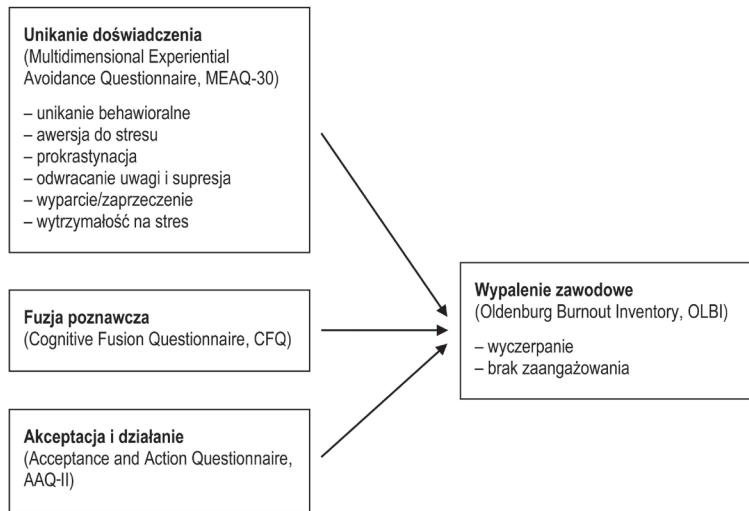 Unikanie doświadczenia
(Multidimensional Experiential
Avoidance Questionnaire, MEAQ-30)
– unikanie behawioralne
– awersja do stresu
– prokrastynacja
– odwracanie uwagi i supresja
– wyparcie/zaprzeczenie
– wytrzymałość na stres
Fuzja poznawcza
(Cognitive Fusion Questionnaire, CFQ)
Akceptacja i działanie
(Acceptance and Action Questionnaire,
AAQ-II)
Wypalenie zawodowe
(Oldenburg Burnout Inventory, OLBI)
– wyczerpanie
– brak zaangażowania